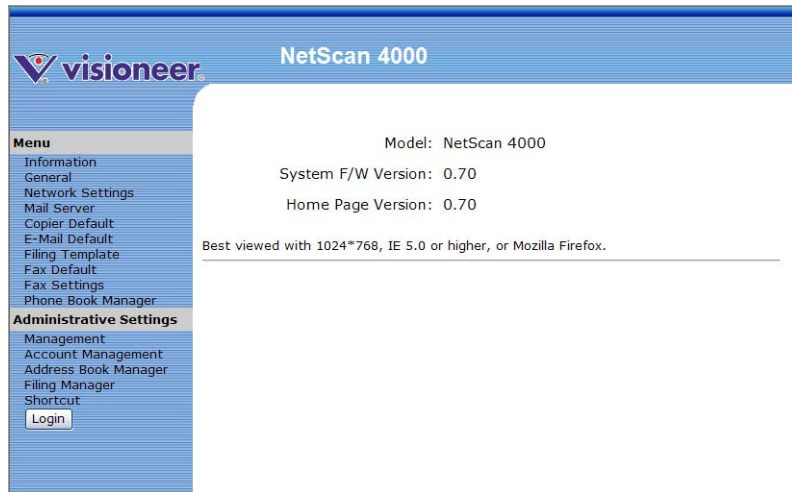 visioneer
NetScan 4000
Menu
Information
General
Network Settings
Mail Server
Copier Default
E-Mail Default
Filing Template
Fax Default
Fax Settings
Phone Book Manager
Administrative Settings
Management
Account Management
Address Book Manager
Filing Manager
Shortcut
Login
Model: NetScan 4000
System F/W Version: 0.70
Home Page Version: 0.70
Best viewed with 1024*768, IE 5.0 or higher, or Mozilla Firefox.